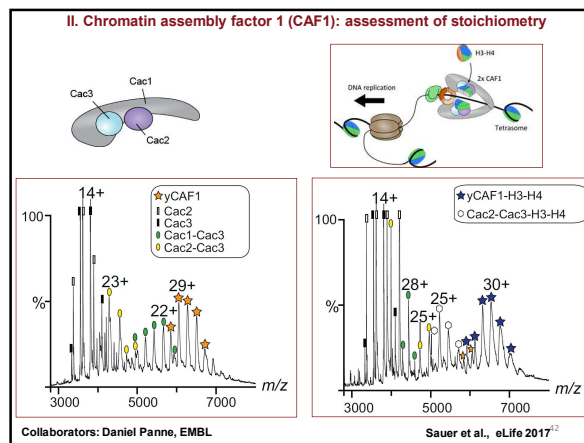 II. Chromatin assembly factor 1 (CAF1): assessment of stoichiometry
Cac1
Cac3
Cac2
H3-H4
2x CAF1
DNA replication
Tetrasome
14+
100
%
23+
22+
29+
yCAF1
Cac2
Cac3
Cac1-Cac3
Cac2-Cac3
3000
5000
7000
m/z
14+
100
%
28+
25+
25+
30+
yCAF1-H3-H4
Cac2-Cac3-H3-H4
3000
5000
7000
m/z
Collaborators: Daniel Panne, EMBL
Sauer et al., eLife 2017
42